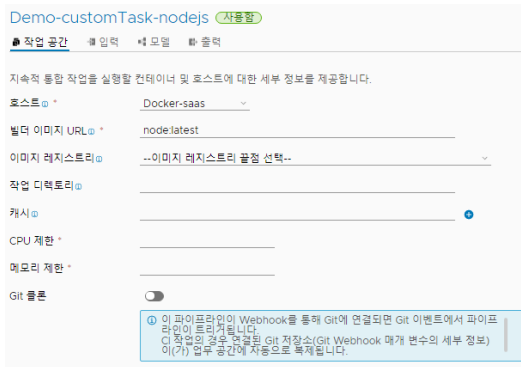 Demo-customTask-nodejs 사용함
작업 공간 입력 모델 출력
지속적 통합 작업을 실행할 컨테이너 및 호스트에 대한 세부 정보를 제공합니다.
호스트 * Docker-saas
빌더 이미지 URL * node:latest
이미지 레지스트리 --이미지 레지스트리 끝점 선택--
작업 디렉토리
캐시
CPU 제한 *
메모리 제한 *
Git 클론
이 파이프라인이 Webhook를 통해 Git에 연결되면 Git 이벤트에서 파이프
라인이 트리거됩니다.
CI 작업의 경우 연결된 Git 저장소(Git Webhook 매개 변수의 세부 정보)
이(가) 업무 공간에 자동으로 복제됩니다.